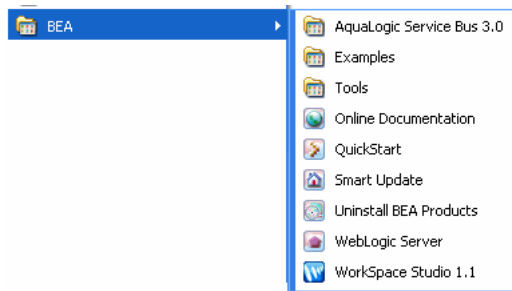 BEA
AquaLogic Service Bus 3.0
Examples
Tools
Online Documentation
QuickStart
Smart Update
Uninstall BEA Products
WebLogic Server
WorkSpace Studio 1.1